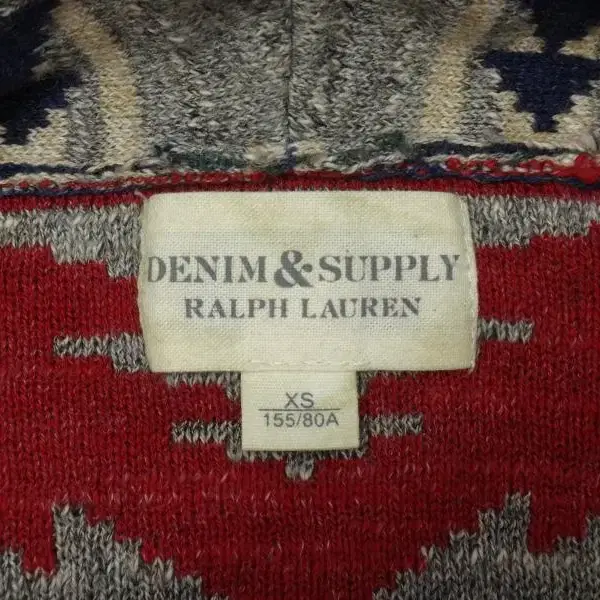 DENIM & SUPPLY
RALPH LAUREN
XS
155/80A